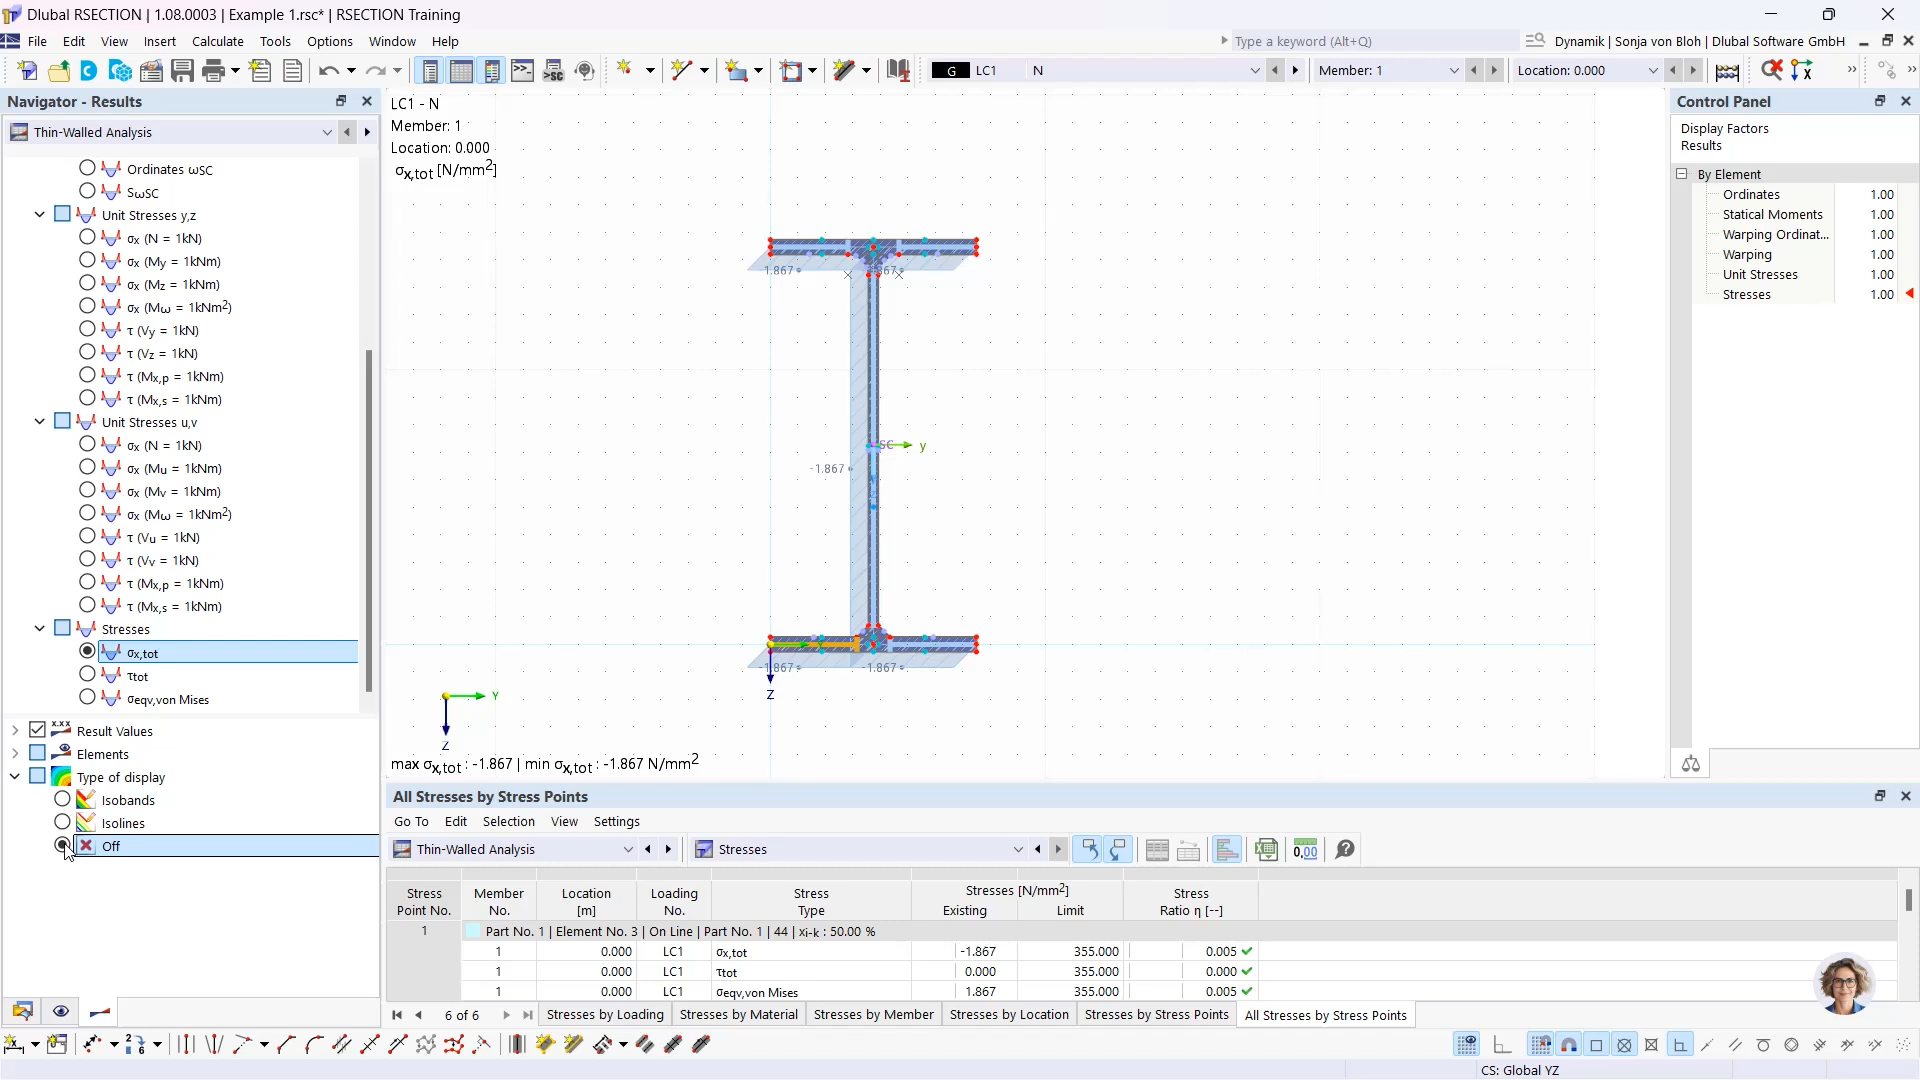 Dlubal RSECTION | 1.08.0003 | Example 1.rsc* | RSECTION Training
File Edit View Insert Calculate Tools Options Window Help
Type a keyword (Alt+Q)
Dynamik | Sonja von Bloh | Dlubal Software GmbH
G LC1 N
Member: 1
Location: 0.000
Navigator - Results
Thin-Walled Analysis
Ordinates ωSC
SωSC
Unit Stresses y,z
σx (N = 1kN)
σx (My = 1kNm)
σx (Mz = 1kNm)
σx (Mω = 1kNm2)
τ (Vy = 1kN)
τ (Vz = 1kN)
τ (Mx,p = 1kNm)
τ (Mx,s = 1kNm)
Unit Stresses u,v
σx (N = 1kN)
σx (Mu = 1kNm)
σx (Mv = 1kNm)
σx (Mω = 1kNm2)
τ (Vu = 1kN)
τ (Vv = 1kN)
τ (Mx,p = 1kNm)
τ (Mx,s = 1kNm)
Stresses
σx,tot
τtot
σeqv,von Mises
x.xx Result Values
Elements
Type of display
Isobands
Isolines
Off
LC1 - N
Member: 1
Location: 0.000
σx,tot [N/mm2]
-1.867
SC y
-1.867 -1.867
Z
Y
Z
max σx,tot : -1.867 | min σx,tot : -1.867 N/mm2
Control Panel
Display Factors
Results
By Element
Ordinates 1.00
Statical Moments 1.00
Warping Ordinat... 1.00
Warping 1.00
Unit Stresses 1.00
Stresses 1.00
All Stresses by Stress Points
Go To Edit Selection View Settings
Thin-Walled Analysis Stresses 0,00
Stress Member Location Loading Stress Stresses [N/mm2] Stress
Point No. No. [m] No. Type Existing Limit Ratio η [--]
1 Part No. 1 | Element No. 3 | On Line | Part No. 1 | 44 | xi-k : 50.00 %
1 0.000 LC1 σx,tot -1.867 355.000 0.005
1 0.000 LC1 τtot 0.000 355.000 0.000
1 0.000 LC1 σeqv,von Mises 1.867 355.000 0.005
6 of 6 Stresses by Loading Stresses by Material Stresses by Member Stresses by Location Stresses by Stress Points All Stresses by Stress Points
CS: Global YZ